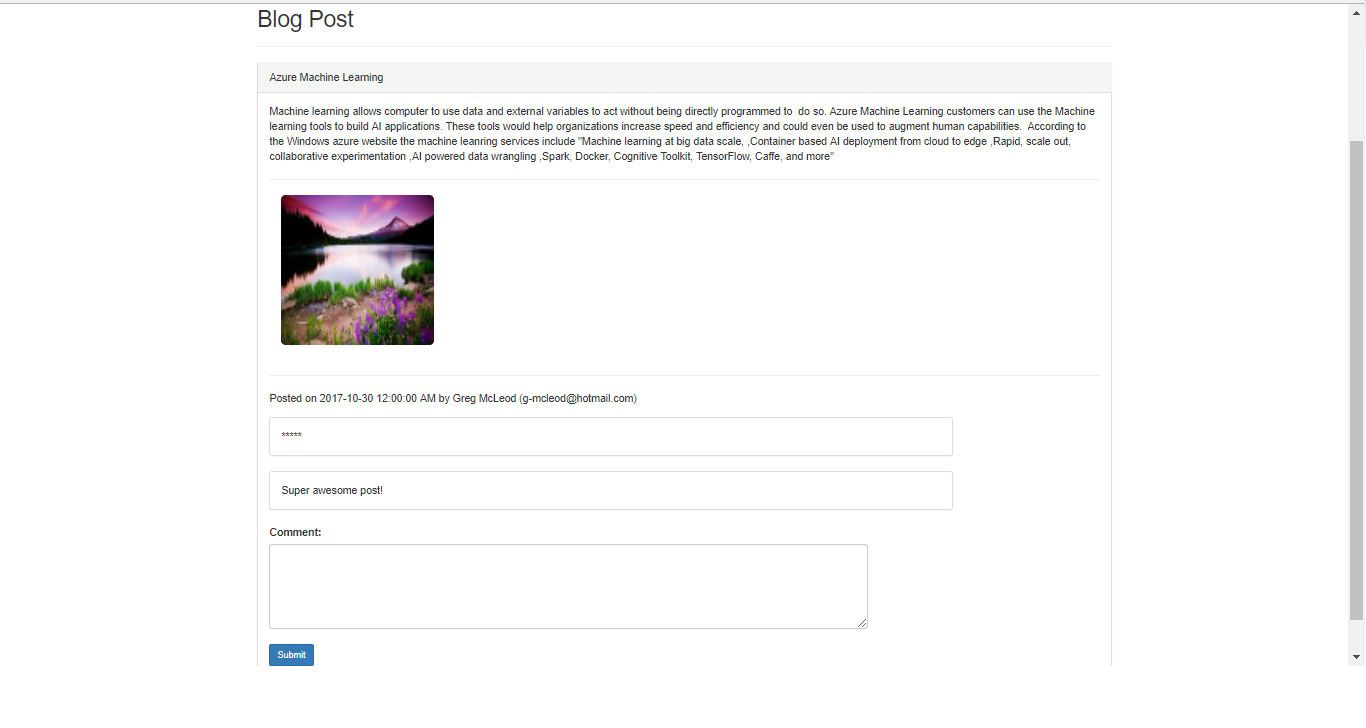 Blog Post
Azure Machine Learning
Machine learning allows computer to use data and external variables to act without being directly programmed to  do so. Azure Machine Learning customers can use the Machine
learning tools to build AI applications. These tools would help organizations increase speed and efficiency and could even be used to augment human capabilities.  According to
the Windows azure website the machine leanring services include "Machine learning at big data scale, ,Container based AI deployment from cloud to edge ,Rapid, scale out,
collaborative experimentation ,AI powered data wrangling ,Spark, Docker, Cognitive Toolkit, TensorFlow, Caffe, and more"
Posted on 2017-10-30 12:00:00 AM by Greg McLeod (g-mcleod@hotmail.com)
*****
Super awesome post!
Comment:
Submit